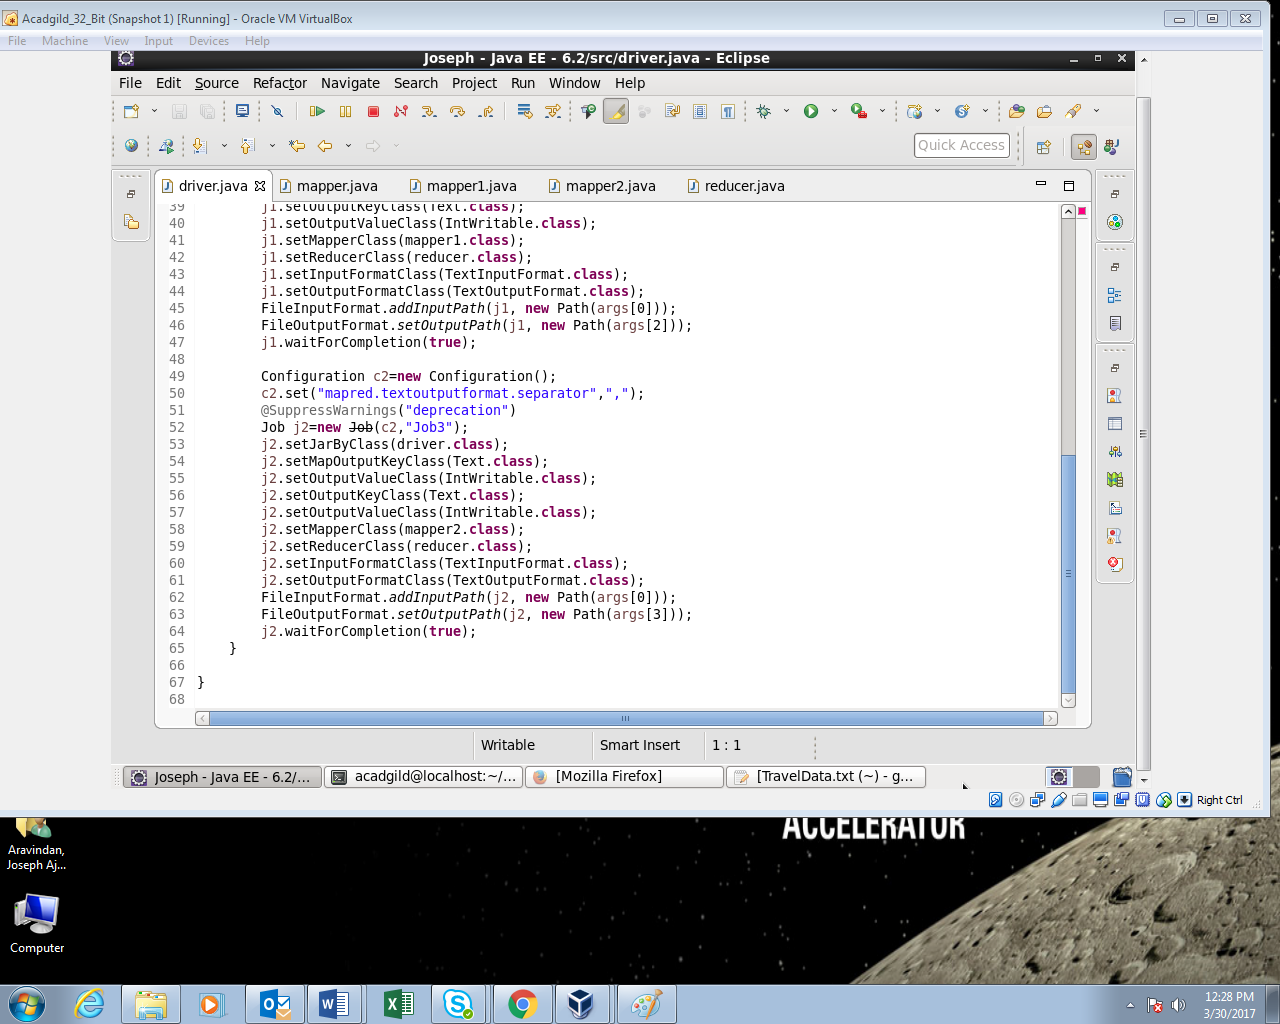 Acadgild_32_Bit (Snapshot 1) [Running] - Oracle VM VirtualBox
File Machine View Input Devices Help
Joseph - Java EE - 6.2/src/driver.java - Eclipse
File Edit Source Refactor Navigate Search Project Run Window Help
Quick Access
driver.java mapper.java mapper1.java mapper2.java reducer.java
39 j1.setOutputKeyClass(Text.class);
40 j1.setOutputValueClass(IntWritable.class);
41 j1.setMapperClass(mapper1.class);
42 j1.setReducerClass(reducer.class);
43 j1.setInputFormatClass(TextInputFormat.class);
44 j1.setOutputFormatClass(TextOutputFormat.class);
45 FileInputFormat.addInputPath(j1, new Path(args[0]));
46 FileOutputFormat.setOutputPath(j1, new Path(args[2]));
47 j1.waitForCompletion(true);
48
49 Configuration c2=new Configuration();
50 c2.set("mapred.textoutputformat.separator",",");
51 @SuppressWarnings("deprecation")
52 Job j2=new Job(c2,"Job3");
53 j2.setJarByClass(driver.class);
54 j2.setMapOutputKeyClass(Text.class);
55 j2.setOutputValueClass(IntWritable.class);
56 j2.setOutputKeyClass(Text.class);
57 j2.setOutputValueClass(IntWritable.class);
58 j2.setMapperClass(mapper2.class);
59 j2.setReducerClass(reducer.class);
60 j2.setInputFormatClass(TextInputFormat.class);
61 j2.setOutputFormatClass(TextOutputFormat.class);
62 FileInputFormat.addInputPath(j2, new Path(args[0]));
63 FileOutputFormat.setOutputPath(j2, new Path(args[3]));
64 j2.waitForCompletion(true);
65 }
66
67 }
68
Writable Smart Insert 1 : 1
Joseph - Java EE - 6.2/... acadgild@localhost:~/... [Mozilla Firefox] [TravelData.txt (~) - g...
Right Ctrl
ACCELERATOR
Aravindan,
Joseph Aj...
Computer
12:28 PM
3/30/2017